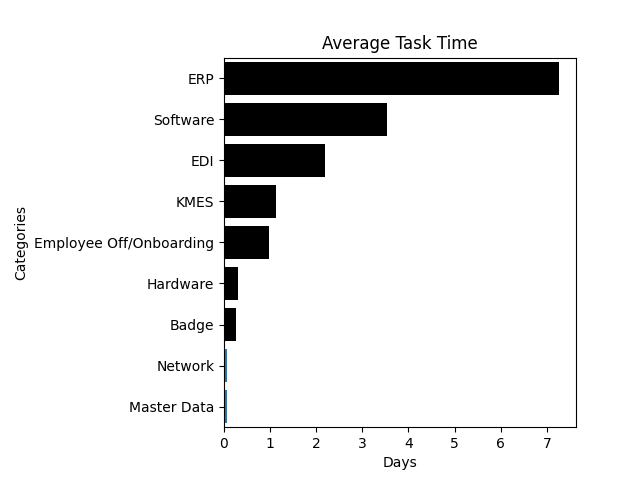 Average Task Time
Categories
ERP
Software
EDI
KMES
Employee Off/Onboarding
Hardware
Badge
Network
Master Data
0 1 2 3 4 5 6 7
Days